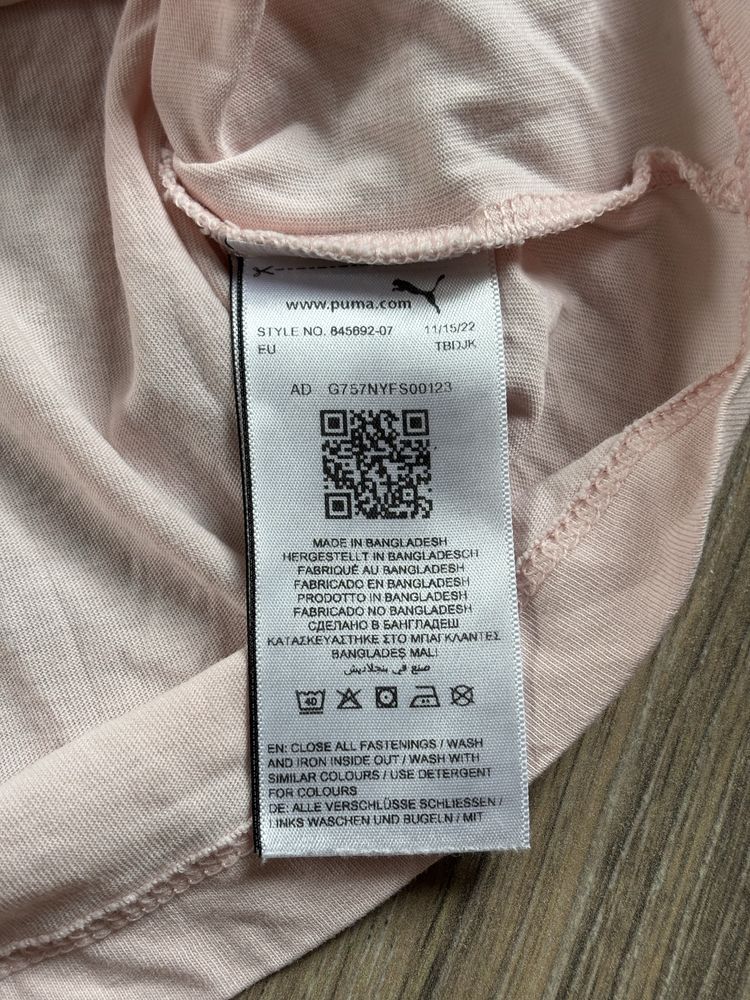 www.puma.com
STYLE NO. 845692-07 11/15/22
EU TBDJK
AD G757NYFS00123
MADE IN BANGLADESH
HERGESTELLT IN BANGLADESCH
FABRIQUÉ AU BANGLADESH
FABRICADO EN BANGLADESH
PRODOTTO IN BANGLADESH
FABRICADO NO BANGLADESH
СДЕЛАНО В БАНГЛАДЕШ
ΚΑΤΑΣΚΕΥΑΣΤΗΚΕ ΣΤΟ ΜΠΑΓΚΛΑΝΤΕΣ
BANGLADEŞ MALI
صنع في بنجلاديش
40
EN: CLOSE ALL FASTENINGS / WASH
AND IRON INSIDE OUT / WASH WITH
SIMILAR COLOURS / USE DETERGENT
FOR COLOURS
DE: ALLE VERSCHLÜSSE SCHLIESSEN /
LINKS WASCHEN UND BÜGELN / MIT